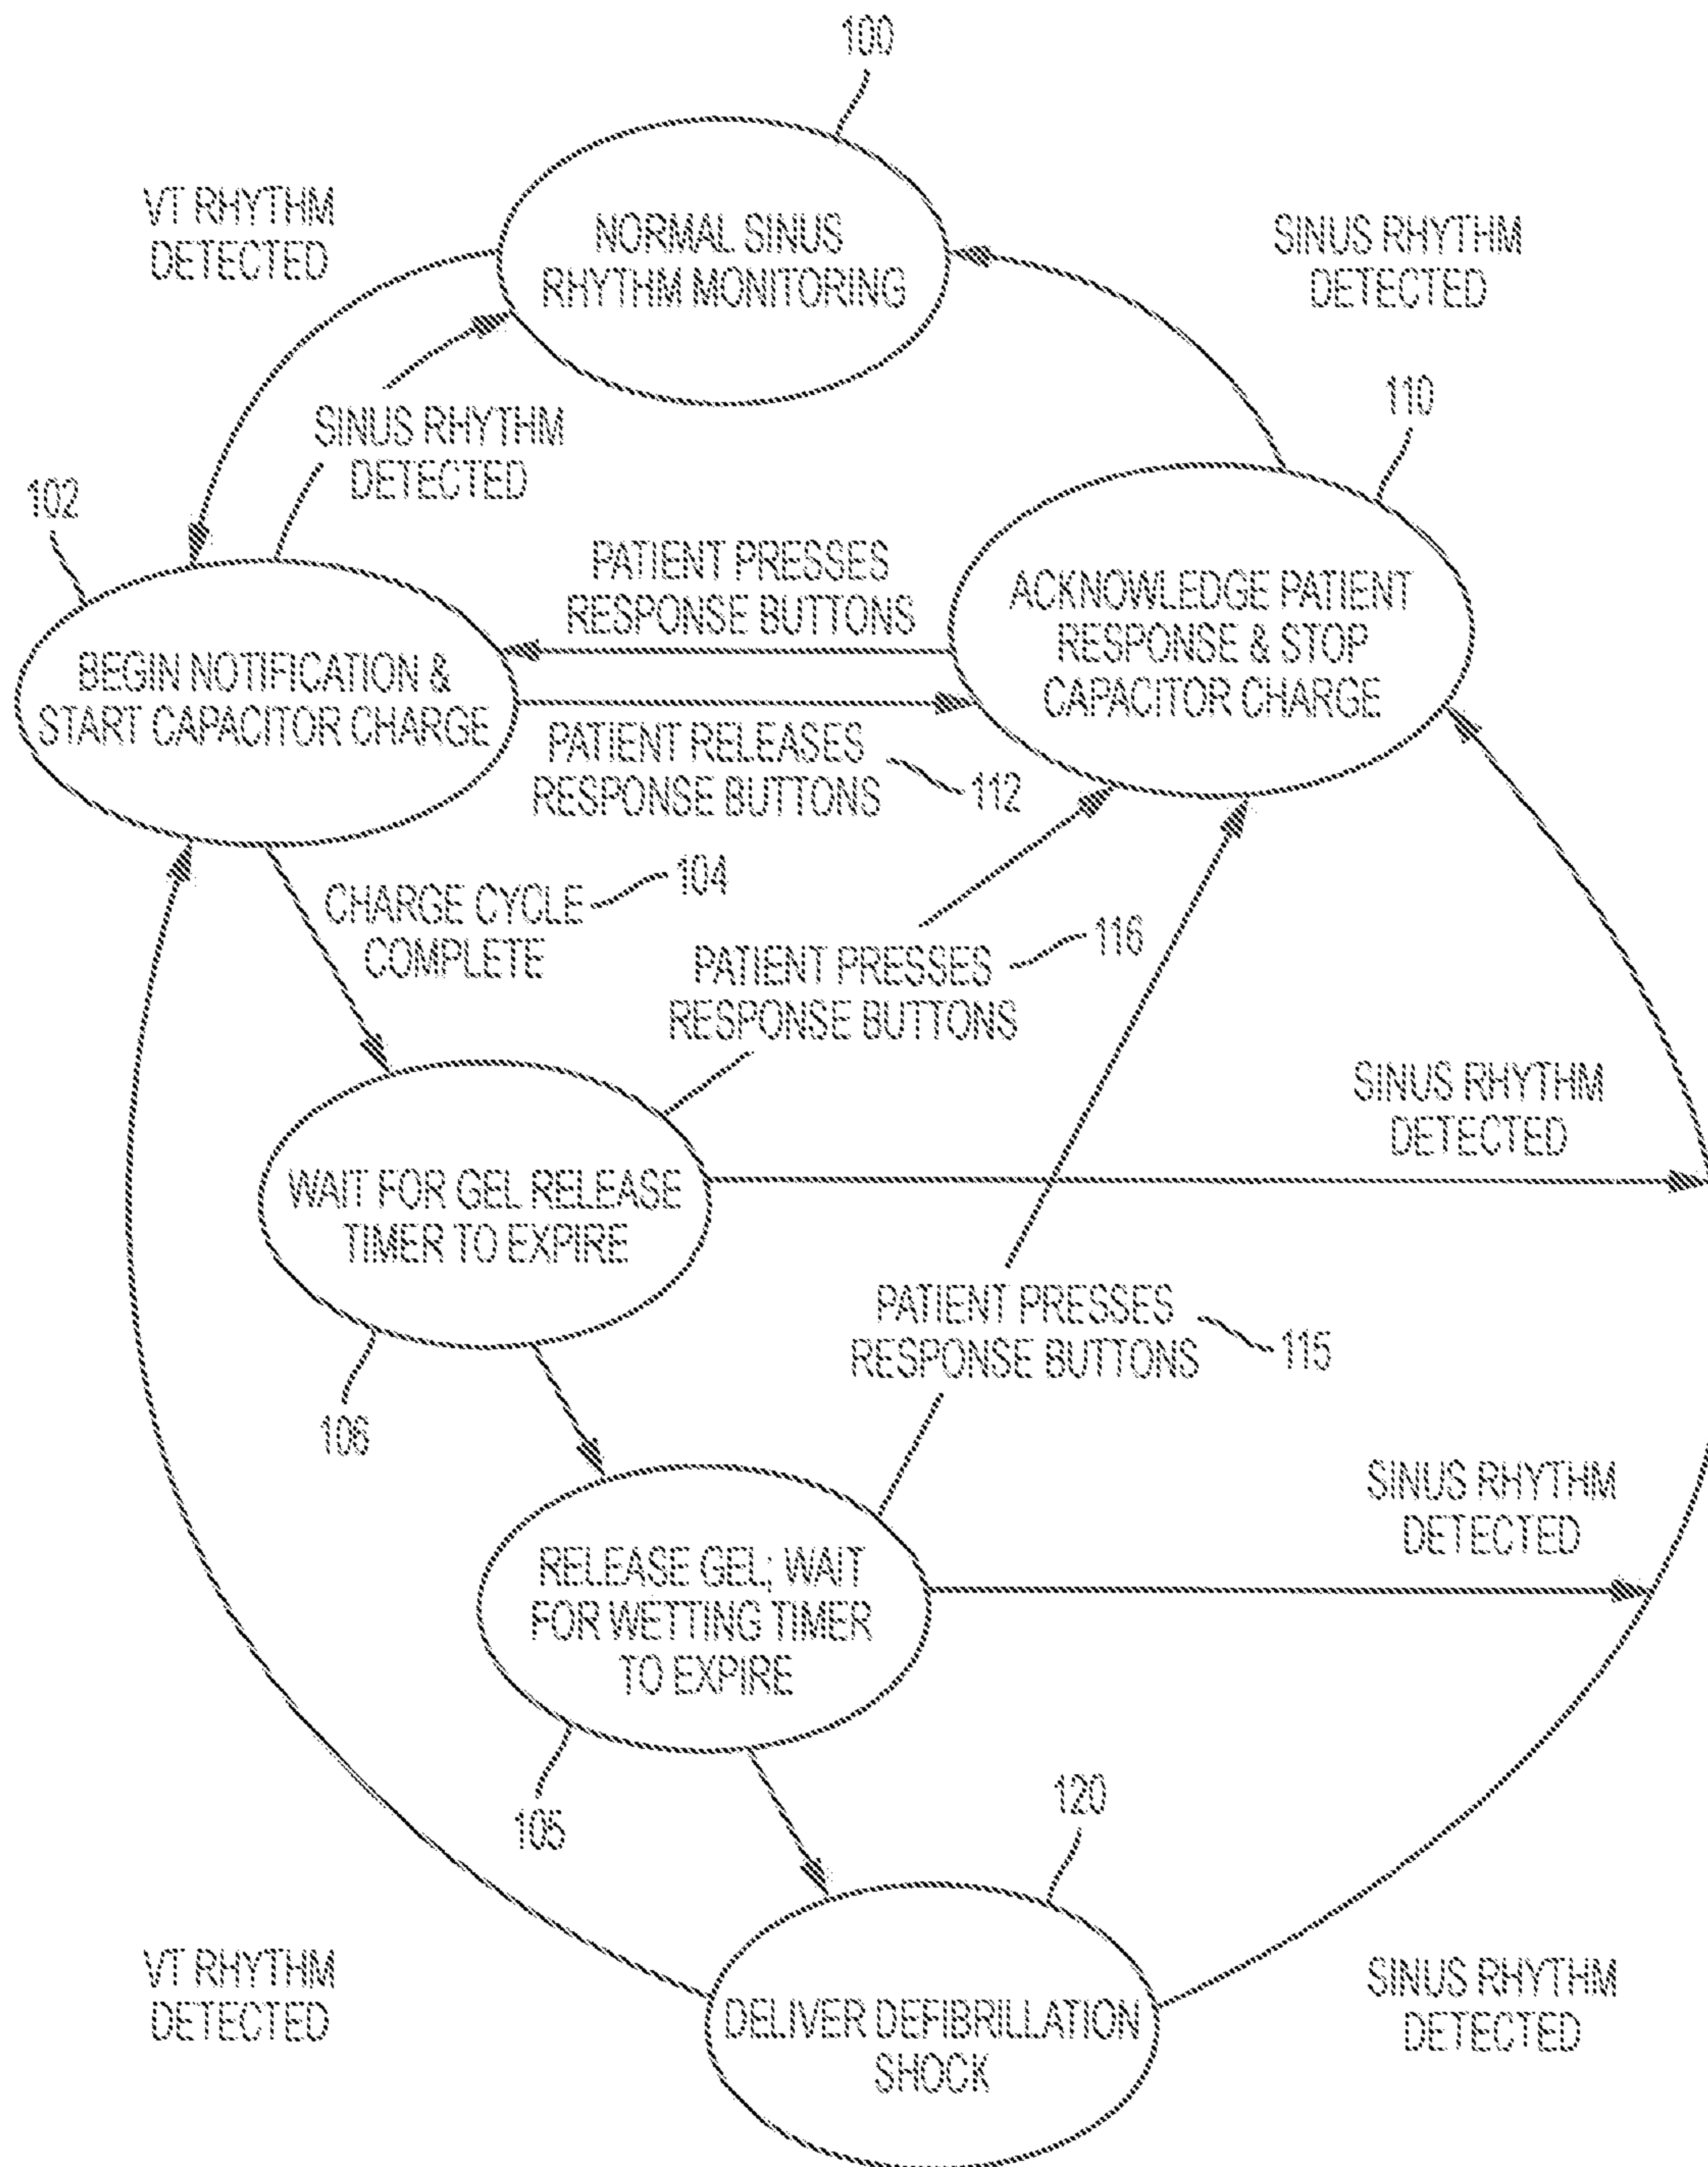 100
VT RHYTHM
DETECTED
NORMAL SINUS
RHYTHM MONITORING
SINUS RHYTHM
DETECTED
110
SINUS RHYTHM
DETECTED
102
PATIENT PRESSES
RESPONSE BUTTONS
ACKNOWLEDGE PATIENT
RESPONSE & STOP
CAPACITOR CHARGE
BEGIN NOTIFICATION &
START CAPACITOR CHARGE
PATIENT RELEASES
RESPONSE BUTTONS
112
CHARGE CYCLE
COMPLETE
104
PATIENT PRESSES
RESPONSE BUTTONS
116
SINUS RHYTHM
DETECTED
WAIT FOR GEL RELEASE
TIMER TO EXPIRE
106
PATIENT PRESSES
RESPONSE BUTTONS
115
SINUS RHYTHM
DETECTED
RELEASE GEL; WAIT
FOR WETTING TIMER
TO EXPIRE
105
120
VT RHYTHM
DETECTED
DELIVER DEFIBRILLATION
SHOCK
SINUS RHYTHM
DETECTED